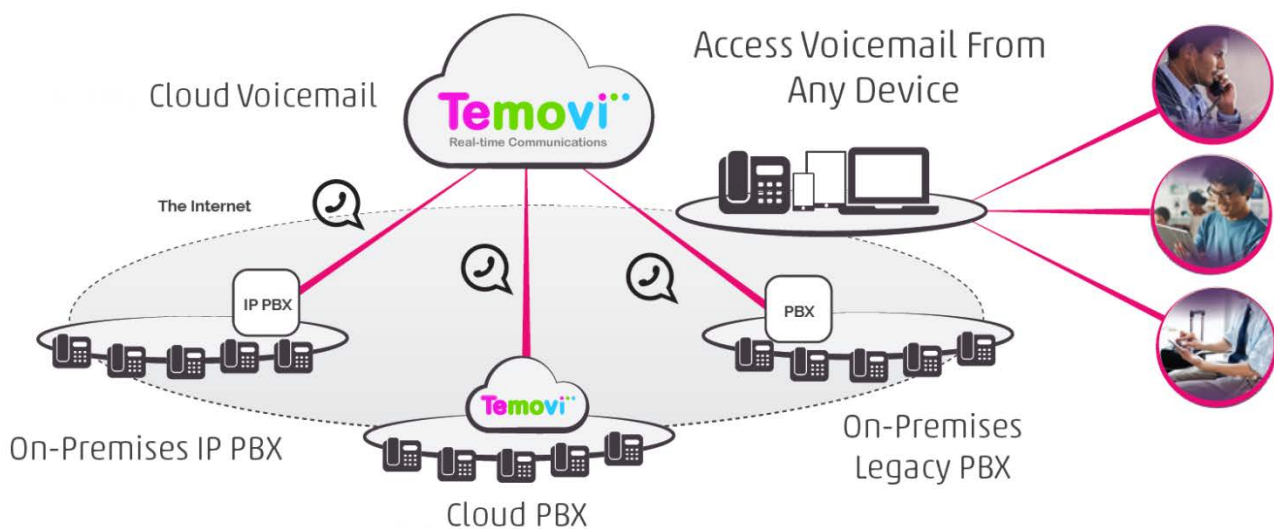 Cloud Voicemail
Temovi
Real-time Communications
Access Voicemail From
Any Device
The Internet
IP PBX
PBX
Temovi
On-Premises IP PBX
Cloud PBX
On-Premises
Legacy PBX